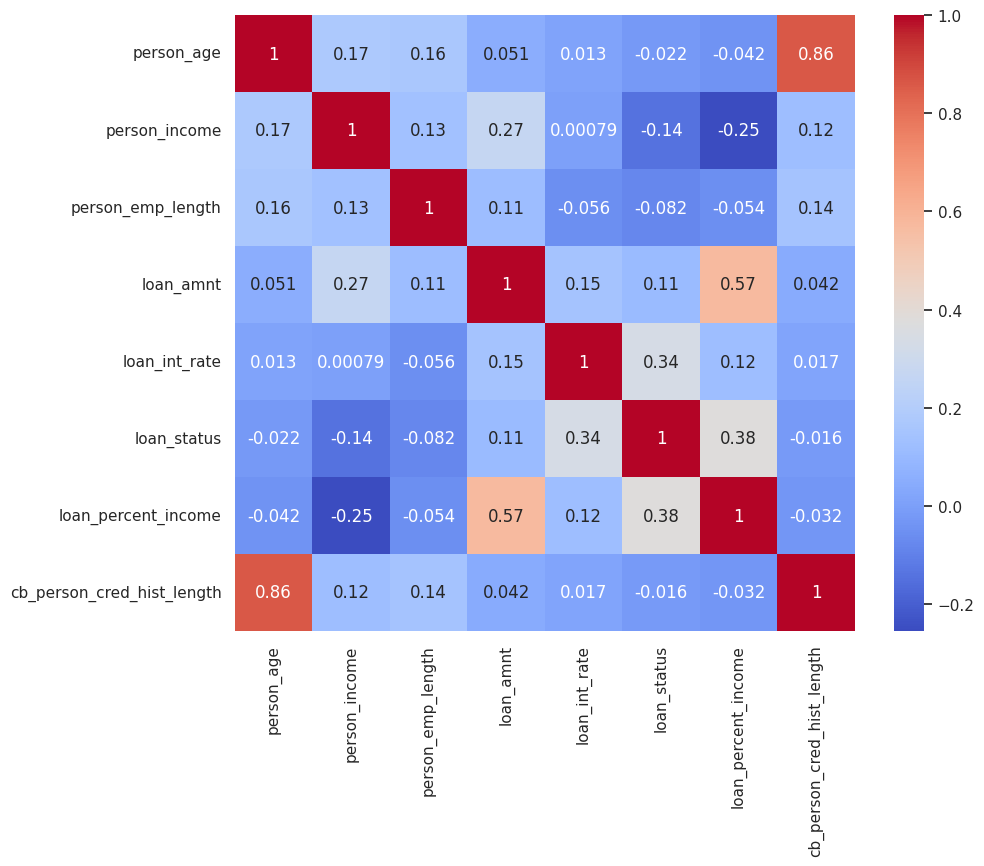 person_age 1 0.17 0.16 0.051 0.013 -0.022 -0.042 0.86
person_income 0.17 1 0.13 0.27 0.00079 -0.14 -0.25 0.12
person_emp_length 0.16 0.13 1 0.11 -0.056 -0.082 -0.054 0.14
loan_amnt 0.051 0.27 0.11 1 0.15 0.11 0.57 0.042
loan_int_rate 0.013 0.00079 -0.056 0.15 1 0.34 0.12 0.017
loan_status -0.022 -0.14 -0.082 0.11 0.34 1 0.38 -0.016
loan_percent_income -0.042 -0.25 -0.054 0.57 0.12 0.38 1 -0.032
cb_person_cred_hist_length 0.86 0.12 0.14 0.042 0.017 -0.016 -0.032 1
person_age
person_income
person_emp_length
loan_amnt
loan_int_rate
loan_status
loan_percent_income
cb_person_cred_hist_length
1.0
0.8
0.6
0.4
0.2
0.0
−0.2